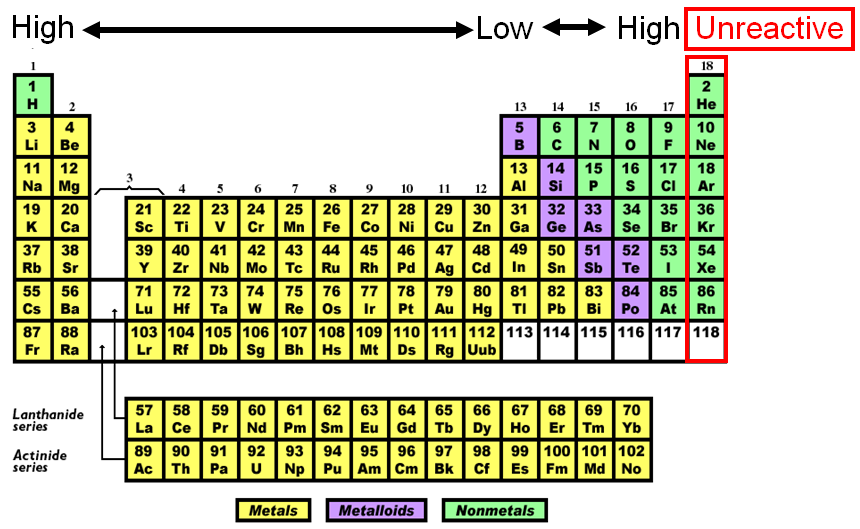 High Low High Unreactive
1 18
1 2
H 2 13 14 15 16 17 He
3 4 5 6 7 8 9 10
Li Be B C N O F Ne
11 12 13 14 15 16 17 18
Na Mg 3 4 5 6 7 8 9 10 11 12 Al Si P S Cl Ar
19 20 21 22 23 24 25 26 27 28 29 30 31 32 33 34 35 36
K Ca Sc Ti V Cr Mn Fe Co Ni Cu Zn Ga Ge As Se Br Kr
37 38 39 40 41 42 43 44 45 46 47 48 49 50 51 52 53 54
Rb Sr Y Zr Nb Mo Tc Ru Rh Pd Ag Cd In Sn Sb Te I Xe
55 56 71 72 73 74 75 76 77 78 79 80 81 82 83 84 85 86
Cs Ba Lu Hf Ta W Re Os Ir Pt Au Hg Tl Pb Bi Po At Rn
87 88 103 104 105 106 107 108 109 110 111 112 113 114 115 116 117 118
Fr Ra Lr Rf Db Sg Bh Hs Mt Ds Rg Uub
Lanthanide 57 58 59 60 61 62 63 64 65 66 67 68 69 70
series La Ce Pr Nd Pm Sm Eu Gd Tb Dy Ho Er Tm Yb
Actinide 89 90 91 92 93 94 95 96 97 98 99 100 101 102
series Ac Th Pa U Np Pu Am Cm Bk Cf Es Fm Md No
Metals Metalloids Nonmetals